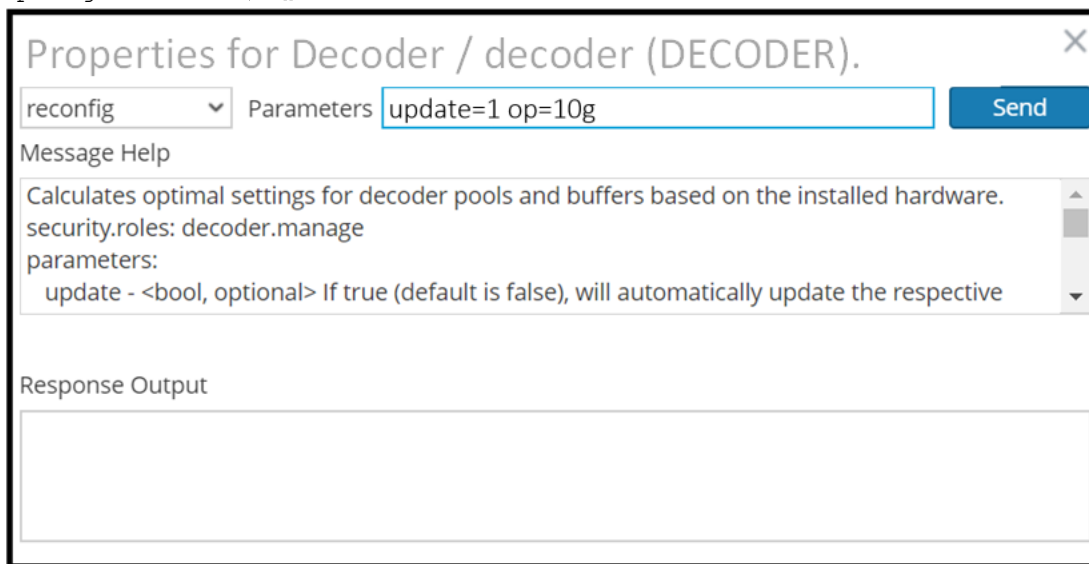 Properties for Decoder / decoder (DECODER).
reconfig Parameters update=1 op=10g Send
Message Help
Calculates optimal settings for decoder pools and buffers based on the installed hardware.
security.roles: decoder.manage
parameters:
update - <bool, optional> If true (default is false), will automatically update the respective
Response Output